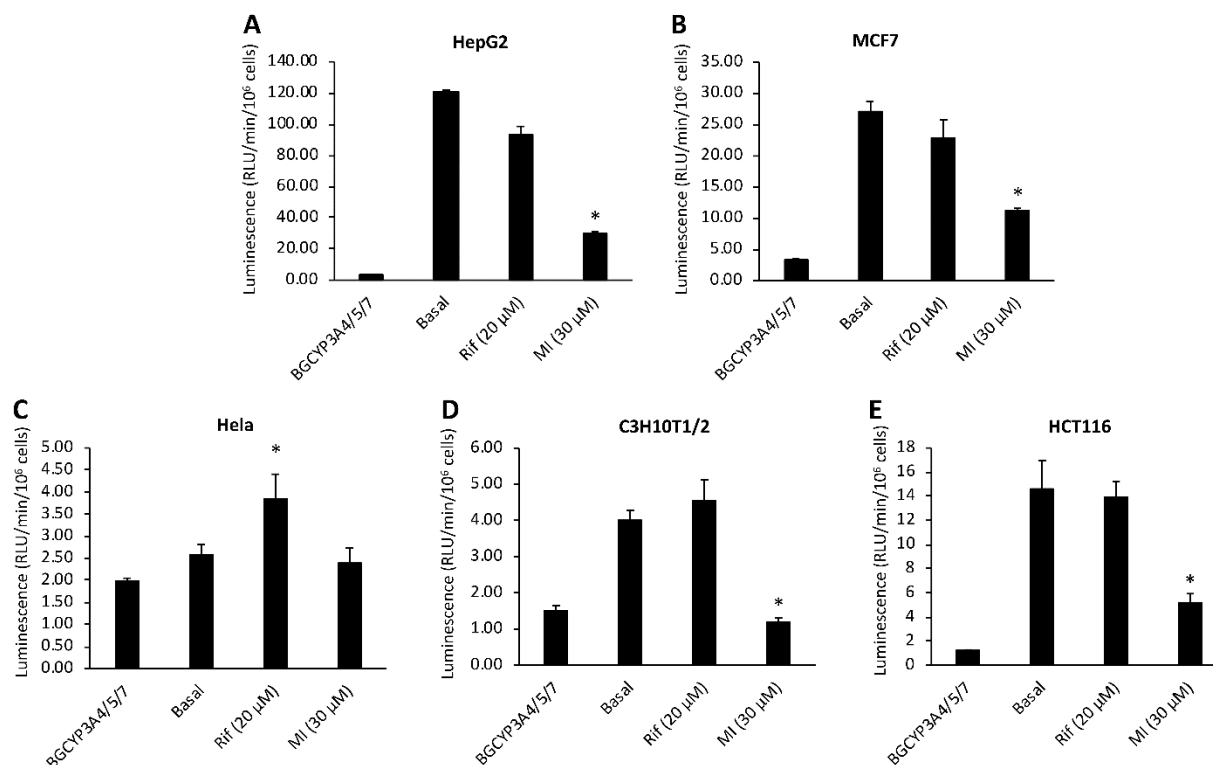 A
HepG2
Luminescence (RLU/min/10⁶ cells)
140.00
120.00
100.00
80.00
60.00
40.00
20.00
0.00
*
BGCYP3A4/5/7
Basal
Rif (20 µM)
MI (30 µM)
B
MCF7
Luminescence (RLU/min/10⁶ cells)
35.00
30.00
25.00
20.00
15.00
10.00
5.00
0.00
*
BGCYP3A4/5/7
Basal
Rif (20 µM)
MI (30 µM)
C
Hela
Luminescence (RLU/min/10⁶ cells)
5.00
4.50
4.00
3.50
3.00
2.50
2.00
1.50
1.00
0.50
0.00
*
BGCYP3A4/5/7
Basal
Rif (20 µM)
MI (30 µM)
D
C3H10T1/2
Luminescence (RLU/min/10⁶ cells)
6.00
5.00
4.00
3.00
2.00
1.00
0.00
*
BGCYP3A4/5/7
Basal
Rif (20 µM)
MI (30 µM)
E
HCT116
Luminescence (RLU/min/10⁶ cells)
18
16
14
12
10
8
6
4
2
0
*
BGCYP3A4/5/7
Basal
Rif (20 µM)
MI (30 µM)